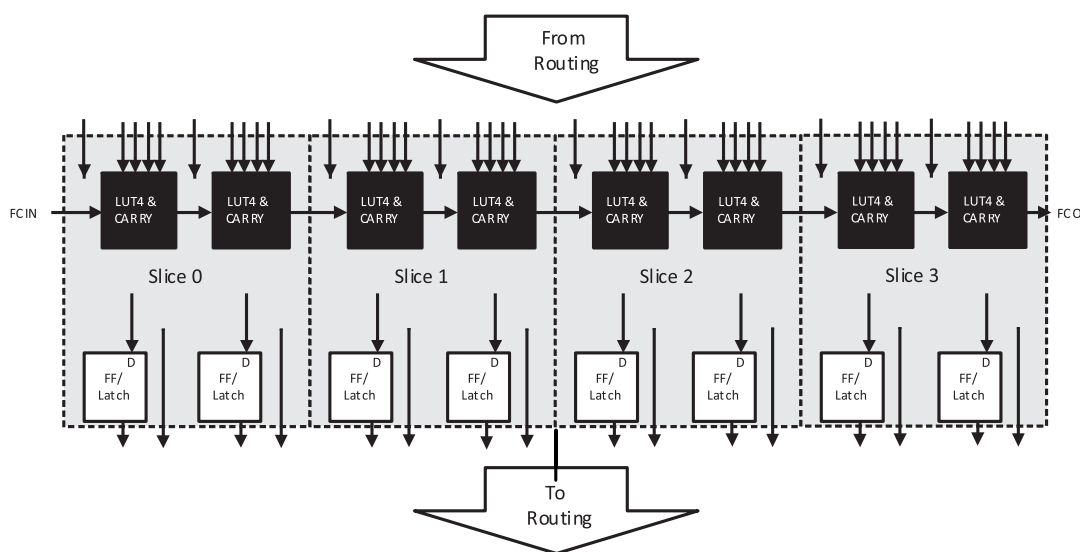 From
Routing
FCIN
LUT4 &
CARRY
LUT4 &
CARRY
LUT4 &
CARRY
LUT4 &
CARRY
LUT4 &
CARRY
LUT4 &
CARRY
LUT4 &
CARRY
LUT4 &
CARRY
FCO
Slice 0
Slice 1
Slice 2
Slice 3
D
FF/
Latch
D
FF/
Latch
D
FF/
Latch
D
FF/
Latch
D
FF/
Latch
D
FF/
Latch
D
FF/
Latch
D
FF/
Latch
To
Routing